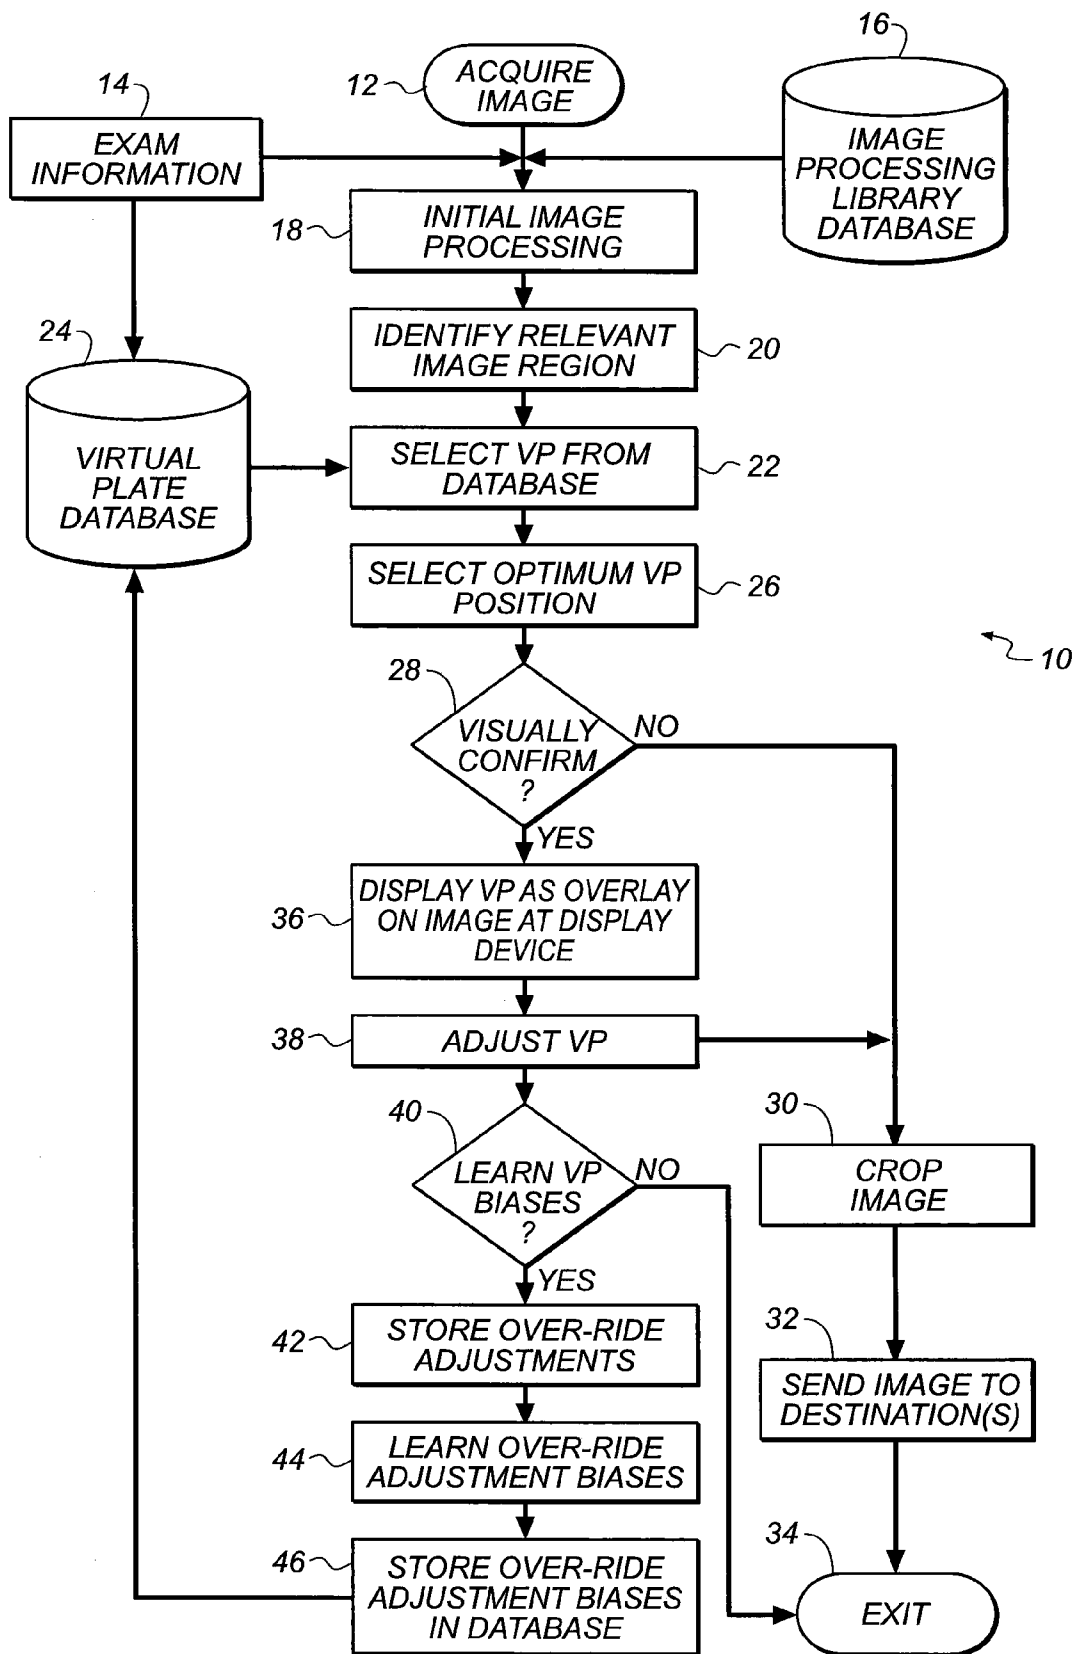 16
12
ACQUIRE
IMAGE
14
EXAM
INFORMATION
IMAGE
PROCESSING
LIBRARY
DATABASE
18
INITIAL IMAGE
PROCESSING
24
IDENTIFY RELEVANT
IMAGE REGION
20
VIRTUAL
PLATE
DATABASE
SELECT VP FROM
DATABASE
22
SELECT OPTIMUM VP
POSITION
26
10
28
VISUALLY
CONFIRM
?
NO
YES
36
DISPLAY VP AS OVERLAY
ON IMAGE AT DISPLAY
DEVICE
38
ADJUST VP
40
LEARN VP
BIASES
?
NO
YES
30
CROP
IMAGE
42
STORE OVER-RIDE
ADJUSTMENTS
32
SEND IMAGE TO
DESTINATION(S)
44
LEARN OVER-RIDE
ADJUSTMENT BIASES
46
STORE OVER-RIDE
ADJUSTMENT BIASES
IN DATABASE
34
EXIT